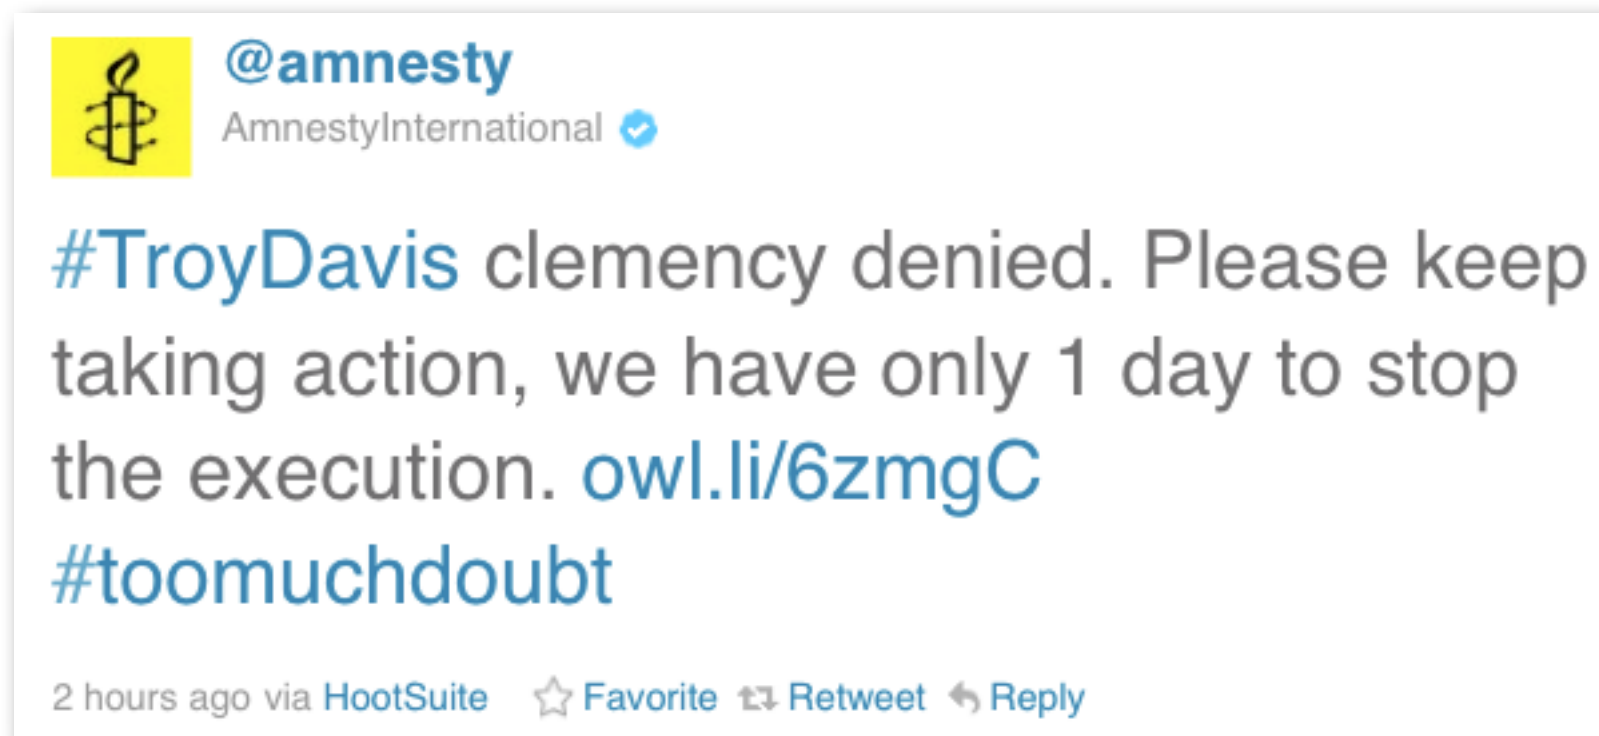 @amnesty
AmnestyInternational
#TroyDavis clemency denied. Please keep
taking action, we have only 1 day to stop
the execution. owl.li/6zmgC
#toomuchdoubt
2 hours ago via HootSuite Favorite Retweet Reply